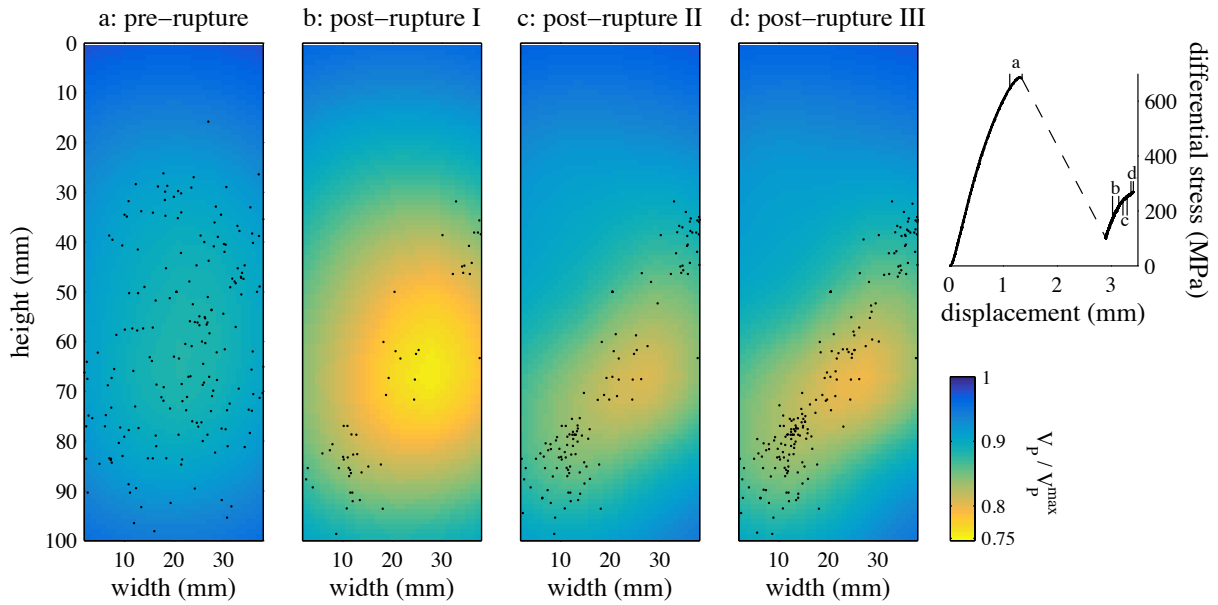 a: pre−rupture
b: post−rupture I
c: post−rupture II
d: post−rupture III
0
10
20
30
40
50
60
70
80
90
100
height (mm)
10 20 30
width (mm)
10 20 30
width (mm)
10 20 30
width (mm)
10 20 30
width (mm)
a
b
c
d
600
400
200
0
differential stress (MPa)
0 1 2 3
displacement (mm)
1
0.9
0.8
0.75
V_P / V_P^max